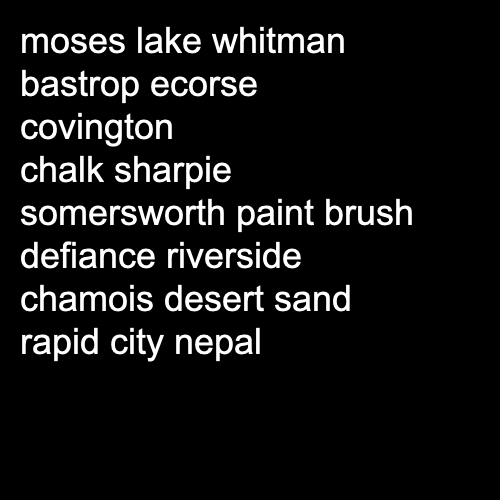 moses lake whitman
bastrop ecorse
covington
chalk sharpie
somersworth paint brush
defiance riverside
chamois desert sand
rapid city nepal